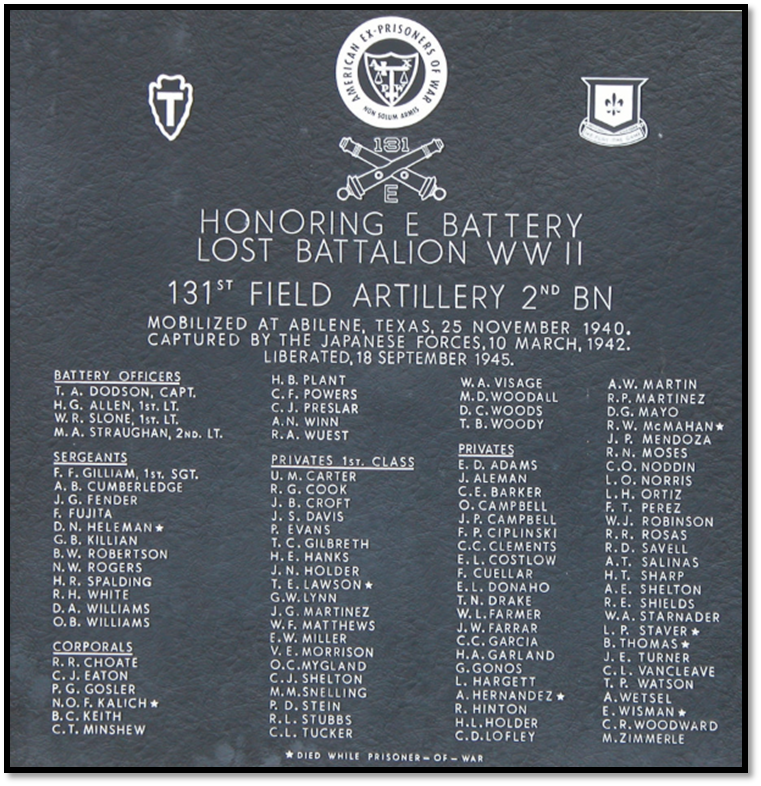 AMERICAN EX-PRISONERS OF WAR
NON SOLUM ARMIS
T
131
E
HONORING E BATTERY
LOST BATTALION WW II
131ST FIELD ARTILLERY 2ND BN
MOBILIZED AT ABILENE, TEXAS, 25 NOVEMBER 1940.
CAPTURED BY THE JAPANESE FORCES, 10 MARCH, 1942.
LIBERATED, 18 SEPTEMBER 1945.
BATTERY OFFICERS
T. A. DODSON, CAPT.
H. G. ALLEN, 1ST. LT.
W. R. SLONE, 1ST. LT.
M. A. STRAUGHAN, 2ND. LT.
SERGEANTS
F. F. GILLIAM, 1ST. SGT.
A. B. CUMBERLEDGE
J. G. FENDER
F. FUJITA
D. N. HELEMAN ★
G. B. KILLIAN
B. W. ROBERTSON
N. W. ROGERS
H. R. SPALDING
R. H. WHITE
D. A. WILLIAMS
O. B. WILLIAMS
CORPORALS
R. R. CHOATE
C. J. EATON
P. G. GOSLER
N. O. F. KALICH ★
B. C. KEITH
C. T. MINSHEW
H. B. PLANT
C. F. POWERS
C. J. PRESLAR
A. N. WINN
R. A. WUEST
PRIVATES 1ST. CLASS
U. M. CARTER
R. G. COOK
J. B. CROFT
J. S. DAVIS
P. EVANS
T. C. GILBRETH
H. E. HANKS
J. N. HOLDER
T. E. LAWSON ★
G. W. LYNN
J. G. MARTINEZ
W. F. MATTHEWS
E. W. MILLER
V. E. MORRISON
O. C. MYGLAND
C. J. SHELTON
M. M. SNELLING
P. D. STEIN
R. L. STUBBS
C. L. TUCKER
W. A. VISAGE
M. D. WOODALL
D. C. WOODS
T. B. WOODY
PRIVATES
E. D. ADAMS
J. ALEMAN
C. E. BARKER
O. CAMPBELL
J. P. CAMPBELL
F. P. CIPLINSKI
C. C. CLEMENTS
E. L. COSTLOW
F. CUELLAR
E. L. DONAHO
T. N. DRAKE
W. L. FARMER
J. W. FARRAR
C. C. GARCIA
H. A. GARLAND
G. GONOS
L. HARGETT
A. HERNANDEZ ★
R. HINTON
H. L. HOLDER
C. D. LOFLEY
A. W. MARTIN
R. P. MARTINEZ
D. G. MAYO
R. W. McMAHAN ★
J. P. MENDOZA
R. N. MOSES
C. O. NODDIN
L. O. NORRIS
L. H. ORTIZ
F. T. PEREZ
W. J. ROBINSON
R. R. ROSAS
R. D. SAVELL
A. T. SALINAS
H. T. SHARP
A. E. SHELTON
R. E. SHIELDS
W. A. STARNADER
L. P. STAVER ★
B. THOMAS ★
J. E. TURNER
C. L. VANCLEAVE
T. P. WATSON
A. WETSEL
E. WISMAN ★
C. R. WOODWARD
M. ZIMMERLE
★ DIED WHILE PRISONER-OF-WAR